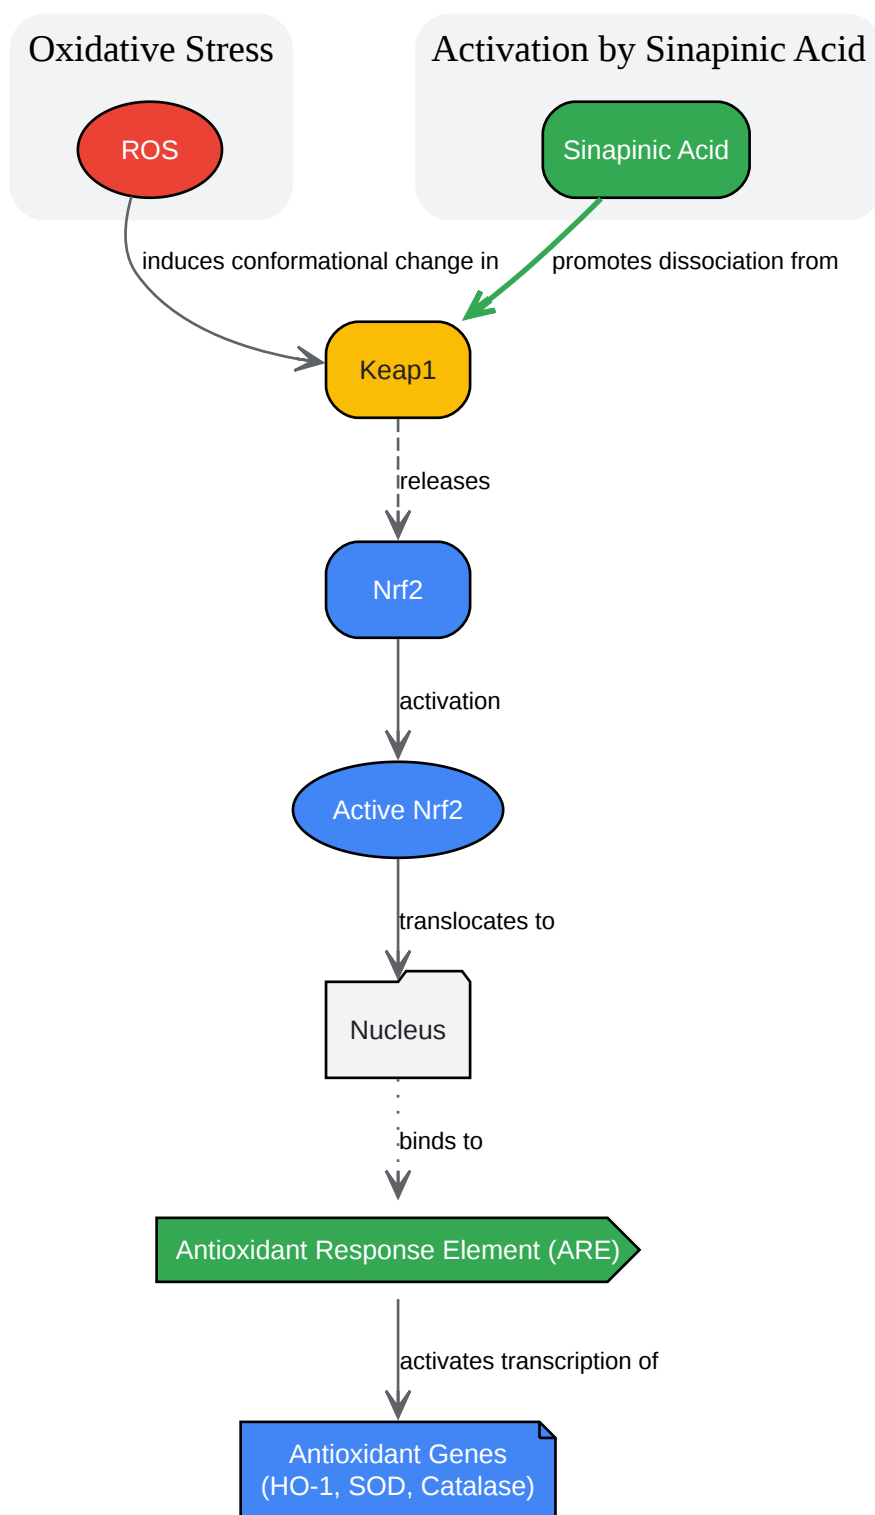 Oxidative Stress
Activation by Sinapinic Acid
ROS
Sinapinic Acid
induces conformational change in
promotes dissociation from
Keap1
releases
Nrf2
activation
Active Nrf2
translocates to
Nucleus
binds to
Antioxidant Response Element (ARE)
activates transcription of
Antioxidant Genes
(HO-1, SOD, Catalase)